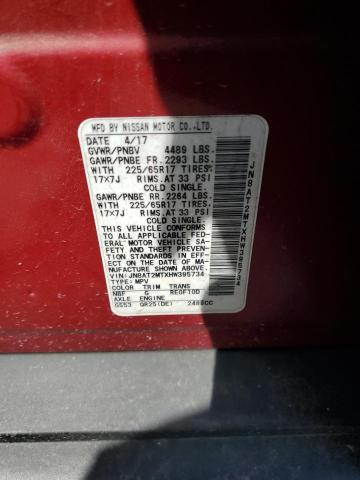 MFD BY NISSAN MOTOR CO.,LTD.
DATE 4/17
GVWR/PNBV 4489 LBS.
GAWR/PNBE FR. 2293 LBS.
WITH 225/65R17 TIRES,
17X7J RIMS. AT 33 PSI
COLD SINGLE.
GAWR/PNBE RR. 2264 LBS.
WITH 225/65R17 TIRES,
17X7J RIMS. AT 33 PSI
COLD SINGLE.
THIS VEHICLE CONFORMS
TO ALL APPLICABLE FED-
ERAL MOTOR VEHICLE SA-
FETY AND THEFT PREVEN-
TION STANDARDS IN EFFE-
CT ON THE DATE OF MA-
NUFACTURE SHOWN ABOVE.
VIN:JN8AT2MTXHW395734
TYPE:MPV
COLOR TRIM TRANS
NBF G RE0F10D
AXLE ENGINE
GS53 QR25(DE) 2488CC
JN8AT2MTXHW395734